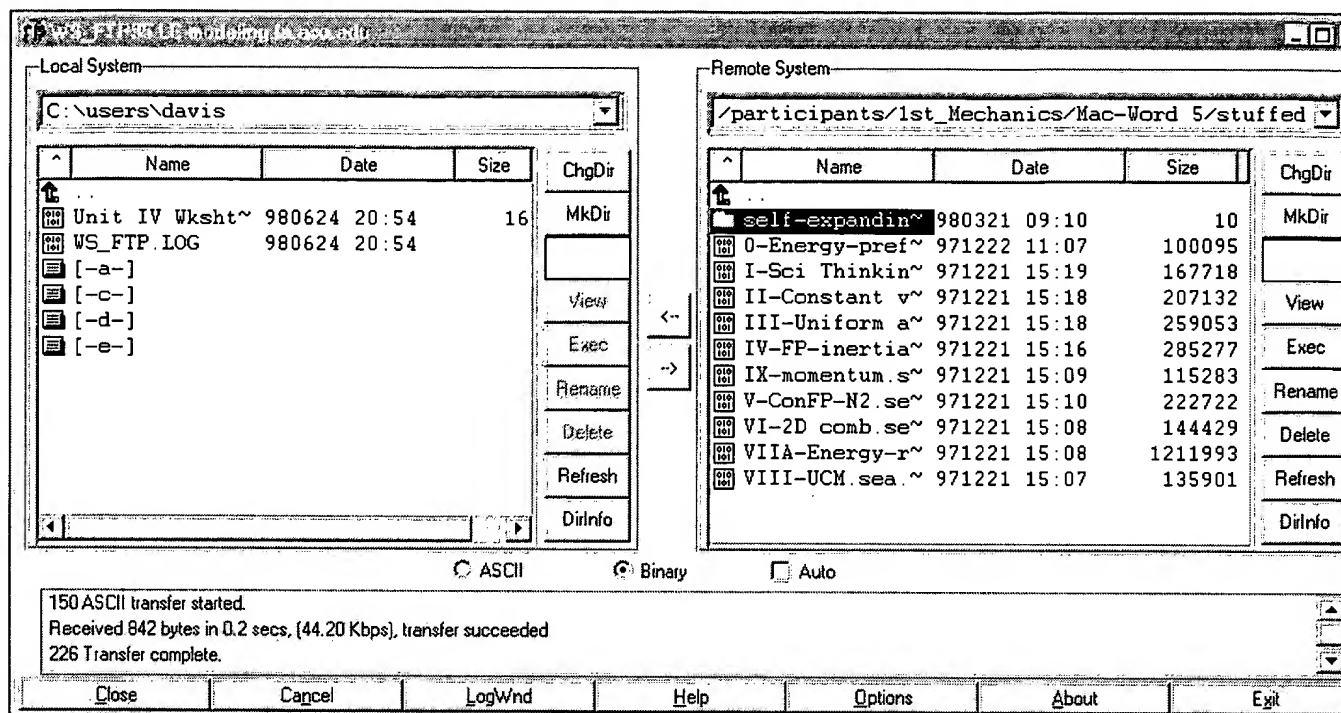 WS_FTP95 LE modeling.la.asu.edu
Local System
C:\users\davis
^ Name Date Size
..
Unit IV Wksht~ 980624 20:54 16
WS_FTP.LOG 980624 20:54
[-a-]
[-c-]
[-d-]
[-e-]
ChgDir
MkDir
View
Exec
Rename
Delete
Refresh
DirInfo
<--
-->
Remote System
/participants/1st_Mechanics/Mac-Word 5/stuffed
^ Name Date Size
..
self-expandin~ 980321 09:10 10
0-Energy-pref~ 971222 11:07 100095
I-Sci Thinkin~ 971221 15:19 167718
II-Constant v~ 971221 15:18 207132
III-Uniform a~ 971221 15:18 259053
IV-FP-inertia~ 971221 15:16 285277
IX-momentum.s~ 971221 15:09 115283
V-ConFP-N2.se~ 971221 15:10 222722
VI-2D comb.se~ 971221 15:08 144429
VIIA-Energy-r~ 971221 15:08 1211993
VIII-UCM.sea.~ 971221 15:07 135901
ChgDir
MkDir
View
Exec
Rename
Delete
Refresh
DirInfo
ASCII Binary Auto
150 ASCII transfer started.
Received 842 bytes in 0.2 secs, (44.20 Kbps), transfer succeeded
226 Transfer complete.
Close Cancel LogWnd Help Options About Exit